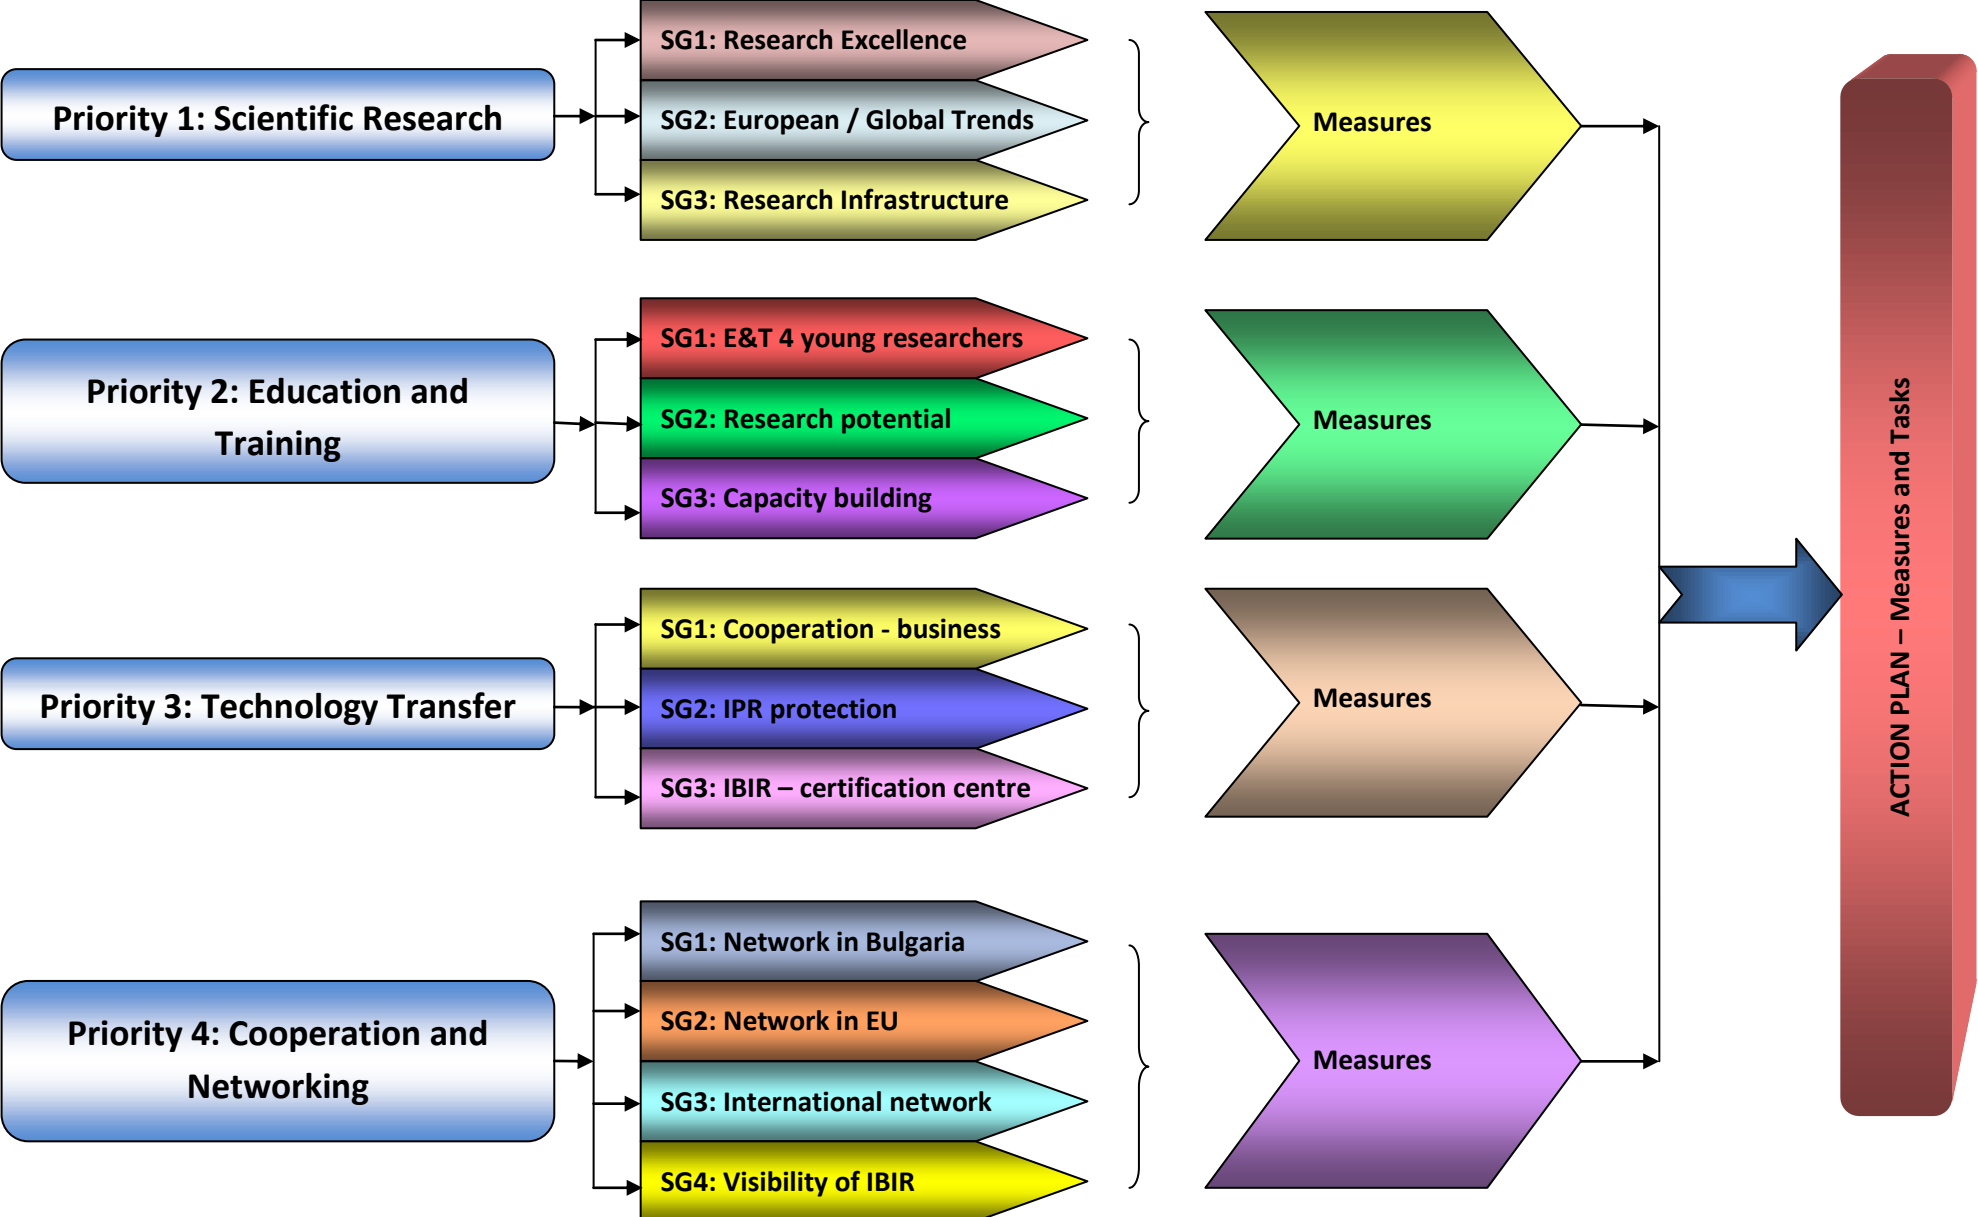 Priority 1: Scientific Research
SG1: Research Excellence
SG2: European / Global Trends
SG3: Research Infrastructure
Measures
Priority 2: Education and
Training
SG1: E&T 4 young researchers
SG2: Research potential
SG3: Capacity building
Measures
Priority 3: Technology Transfer
SG1: Cooperation - business
SG2: IPR protection
SG3: IBIR – certification centre
Measures
Priority 4: Cooperation and
Networking
SG1: Network in Bulgaria
SG2: Network in EU
SG3: International network
SG4: Visibility of IBIR
Measures
ACTION PLAN – Measures and Tasks